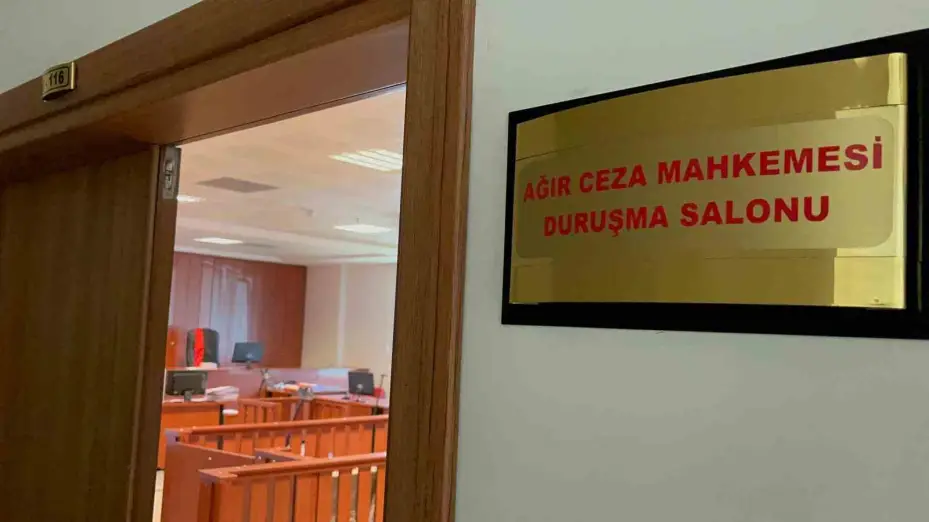 116
AĞIR CEZA MAHKEMESİ
DURUŞMA SALONU